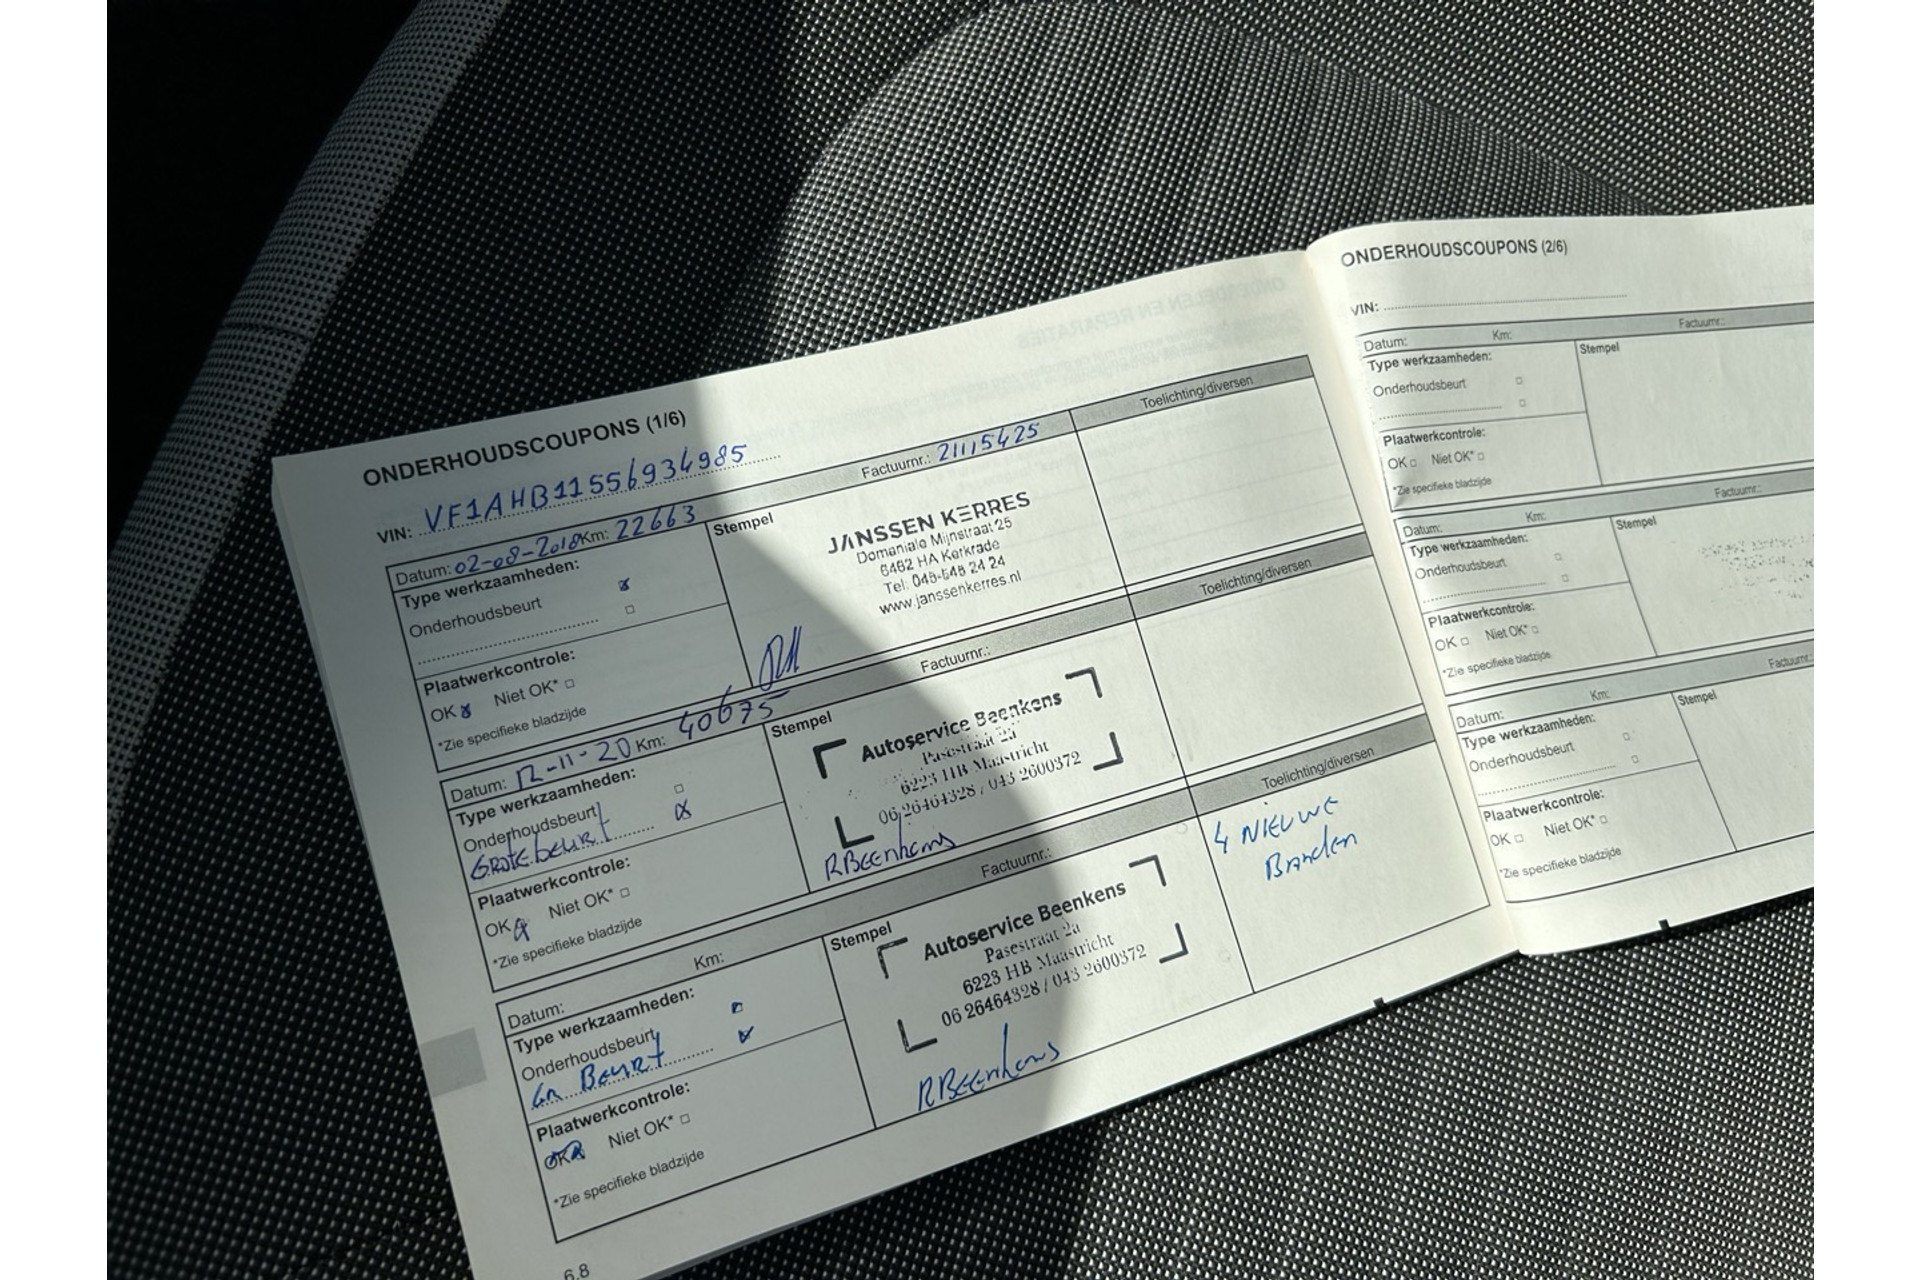 ONDERHOUDSCOUPONS (1/6)
VIN: VF1AHB11556934985
Datum: 02-08-2018 Km: 22663 Factuurnr.: 21115425 Toelichting/diversen
Type werkzaamheden:
Onderhoudsbeurt
Plaatwerkcontrole:
OK Niet OK*
*Zie specifieke bladzijde
Stempel
JANSSEN KERRES
Domaniale Mijnstraat 25
6462 HA Kerkrade
Tel: 045-545 24 24
www.janssenkerres.nl
Datum: 12-11-20 Km: 40675 Factuurnr.: Toelichting/diversen
Type werkzaamheden:
Onderhoudsbeurt
Grote beurt
Plaatwerkcontrole:
OK Niet OK*
*Zie specifieke bladzijde
Stempel
Autoservice Beenkens
Pasestraat 2a
6223 HB Maastricht
06 26464328 / 043 2600372
RBeenkens
Datum: Km: Factuurnr.: Toelichting/diversen
Type werkzaamheden:
Onderhoudsbeurt
Beurt
Plaatwerkcontrole:
OK Niet OK*
*Zie specifieke bladzijde
Stempel
Autoservice Beenkens
Pasestraat 2a
6223 HB Maastricht
06 26464328 / 043 2600372
RBeenkens
4 NIEUWE
Banden
6.8
ONDERHOUDSCOUPONS (2/6)
VIN:
Datum: Km: Factuurnr.:
Type werkzaamheden:
Onderhoudsbeurt
Plaatwerkcontrole:
OK Niet OK*
*Zie specifieke bladzijde
Stempel
Datum: Km: Factuurnr.:
Type werkzaamheden:
Onderhoudsbeurt
Plaatwerkcontrole:
OK Niet OK*
*Zie specifieke bladzijde
Stempel
Datum: Km: Factuurnr.:
Type werkzaamheden:
Onderhoudsbeurt
Plaatwerkcontrole:
OK Niet OK*
*Zie specifieke bladzijde
Stempel